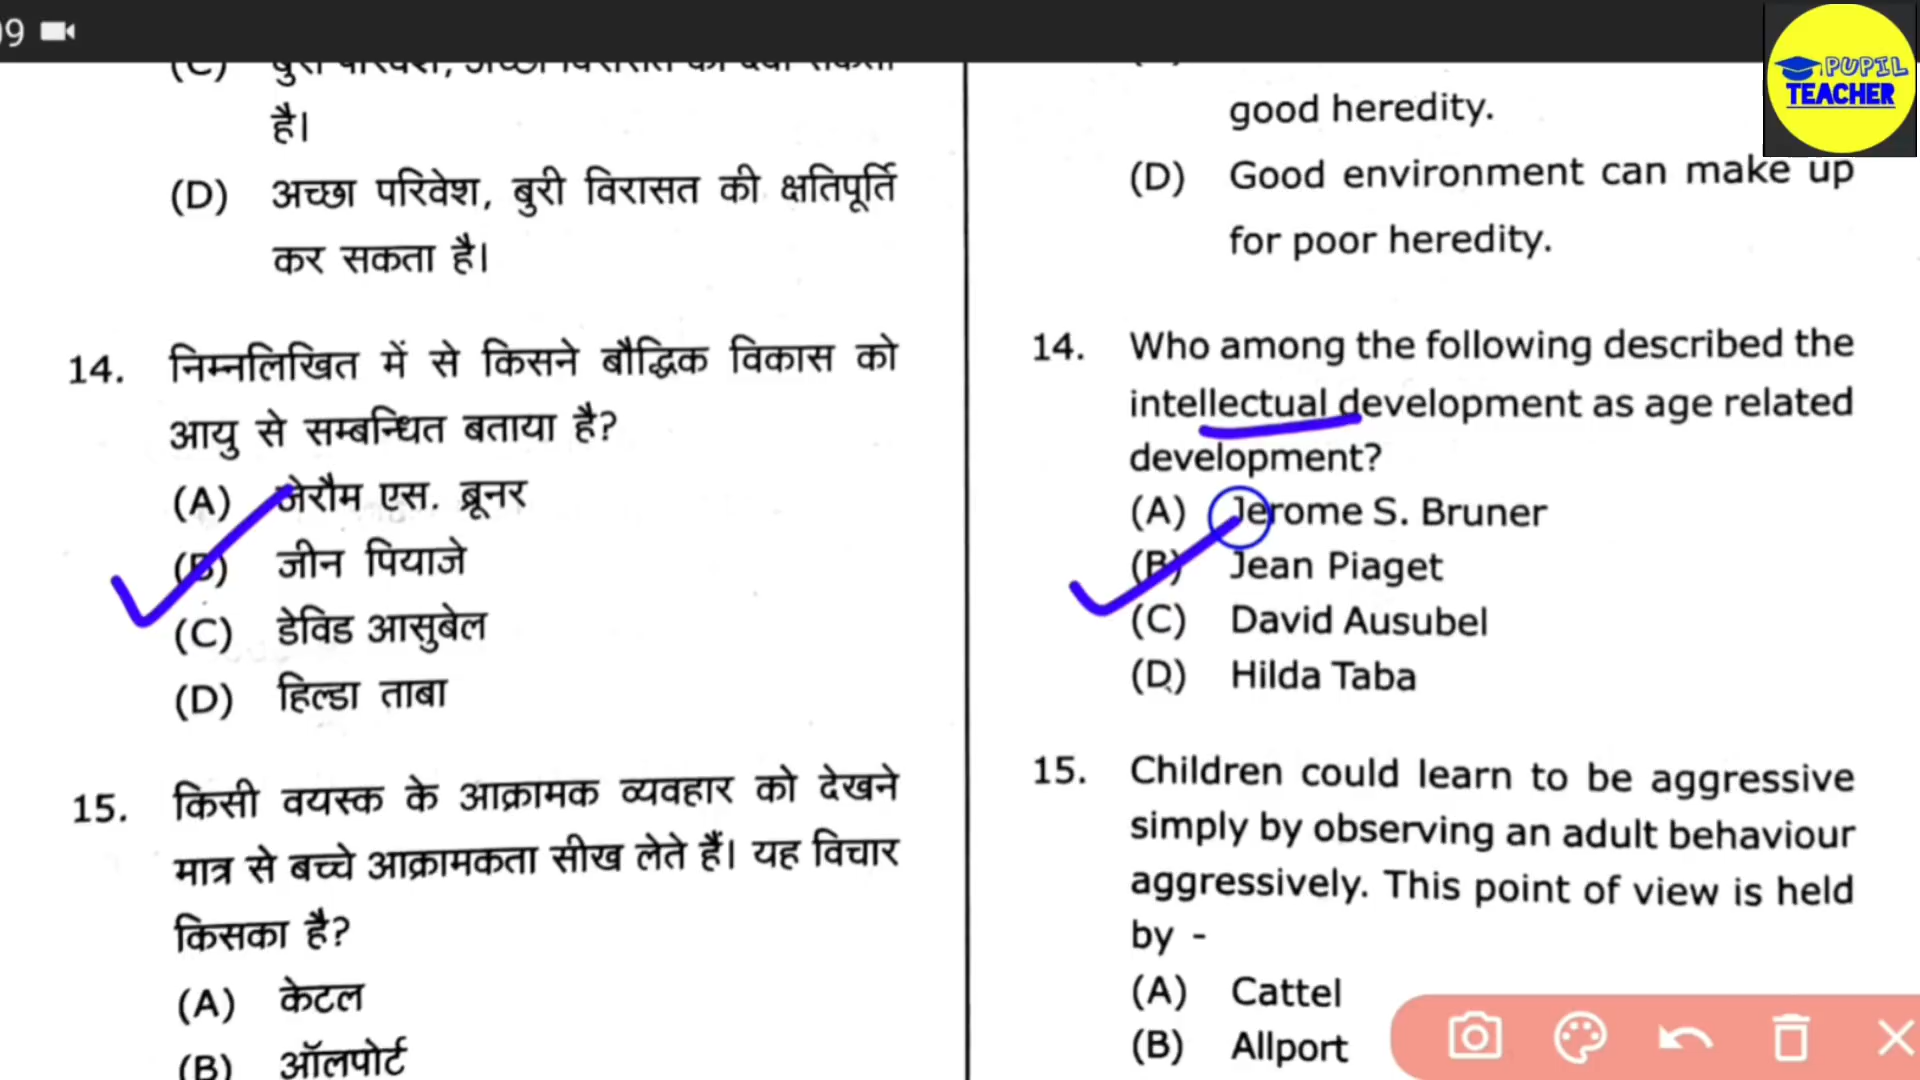 09
PUPIL
TEACHER
है।
(D) अच्छा परिवेश, बुरी विरासत की क्षतिपूर्ति
कर सकता है।
14. निम्नलिखित में से किसने बौद्धिक विकास को
आयु से सम्बन्धित बताया है?
(A) जेरौम एस. ब्रूनर
(B) जीन पियाजे
(C) डेविड आसुबेल
(D) हिल्डा ताबा
15. किसी वयस्क के आक्रामक व्यवहार को देखने
मात्र से बच्चे आक्रामकता सीख लेते हैं। यह विचार
किसका है?
(A) केटल
(B) ऑलपोर्ट
good heredity.
(D) Good environment can make up
for poor heredity.
14. Who among the following described the
intellectual development as age related
development?
(A) Jerome S. Bruner
(B) Jean Piaget
(C) David Ausubel
(D) Hilda Taba
15. Children could learn to be aggressive
simply by observing an adult behaviour
aggressively. This point of view is held
by -
(A) Cattel
(B) Allport